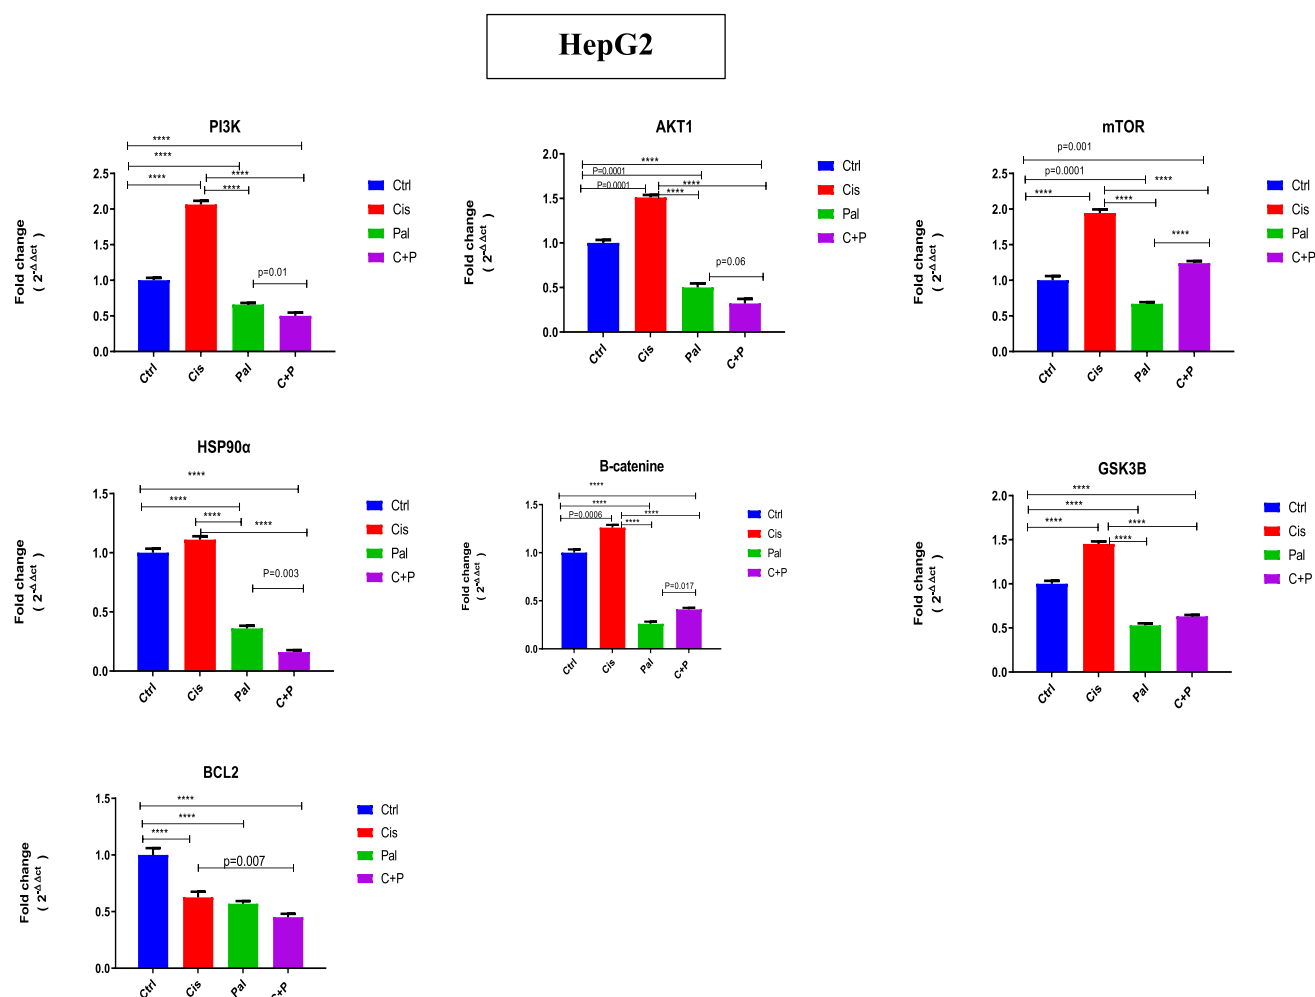 HepG2
PI3K
****
****
****
****
****
p=0.01
2.5
2.0
1.5
1.0
0.5
0.0
Fold change
( 2-ΔΔct )
Ctrl
Cis
Pal
C+P
Ctrl
Cis
Pal
C+P
AKT1
****
P=0.0001
P=0.0001
****
****
p=0.06
2.0
1.5
1.0
0.5
0.0
Fold change
( 2-ΔΔct )
Ctrl
Cis
Pal
C+P
Ctrl
Cis
Pal
C+P
mTOR
p=0.001
p=0.0001
****
****
****
****
2.5
2.0
1.5
1.0
0.5
0.0
Fold change
( 2-ΔΔct )
Ctrl
Cis
Pal
C+P
Ctrl
Cis
Pal
C+P
HSP90α
****
****
****
****
P=0.003
1.5
1.0
0.5
0.0
Fold change
( 2-ΔΔct )
Ctrl
Cis
Pal
C+P
Ctrl
Cis
Pal
C+P
B-catenine
****
****
P=0.0006
****
****
P=0.017
1.5
1.0
0.5
0.0
Fold change
( 2-ΔΔct )
Ctrl
Cis
Pal
C+P
Ctrl
Cis
Pal
C+P
GSK3B
****
****
****
****
****
2.0
1.5
1.0
0.5
0.0
Fold change
( 2-ΔΔct )
Ctrl
Cis
Pal
C+P
Ctrl
Cis
Pal
C+P
BCL2
****
****
****
p=0.007
1.5
1.0
0.5
0.0
Fold change
( 2-ΔΔct )
Ctrl
Cis
Pal
C+P
Ctrl
Cis
Pal
C+P